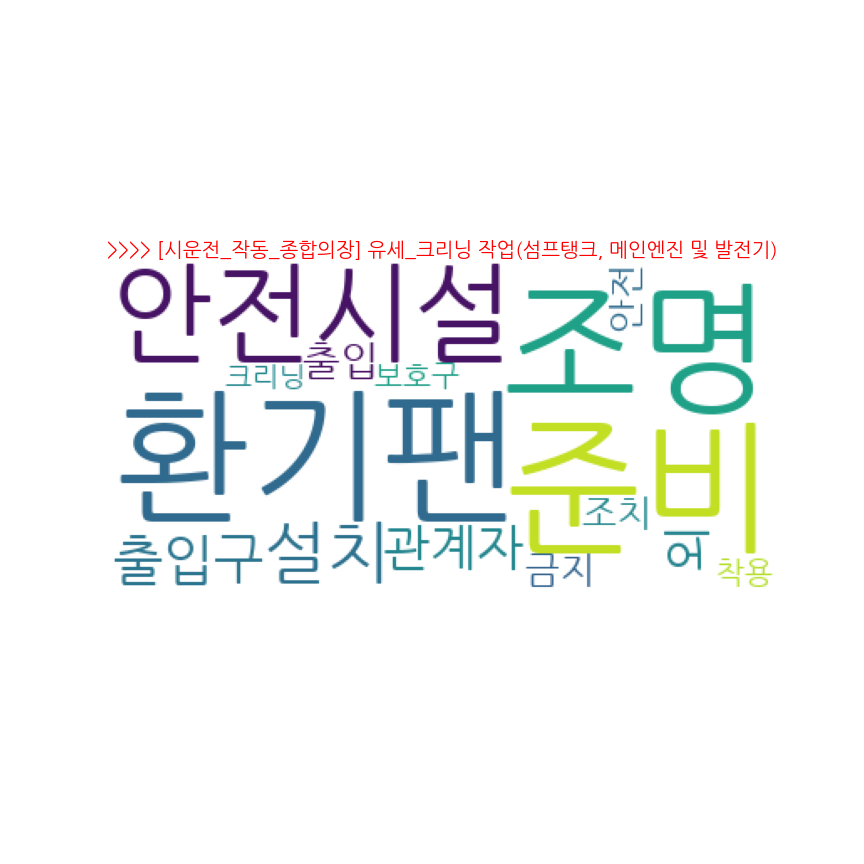 >>>> [시운전_작동_종합의장] 유세_크리닝 작업(섬프탱크, 메인엔진 및 발전기)
안전시설
조명
안전
출입
크리닝
보호구
환기팬
준비
조치
출입구
설치
관계자
외
금지
착용